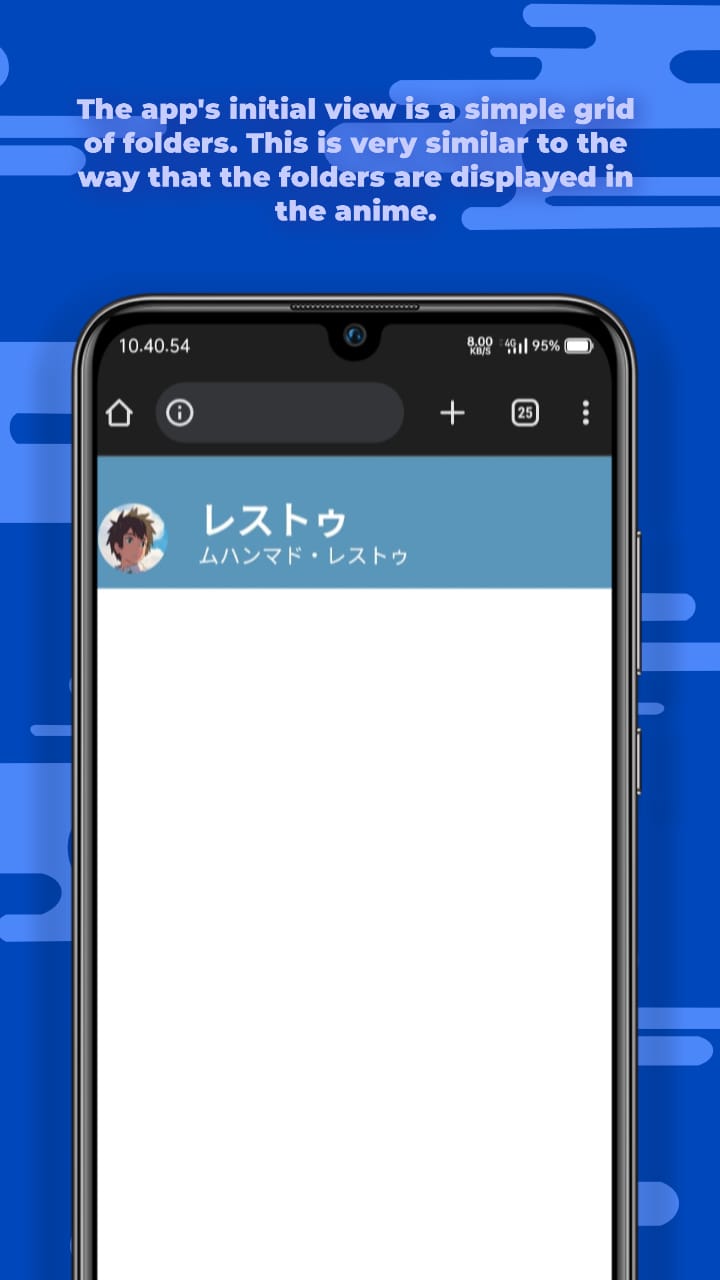 The app's initial view is a simple grid
of folders. This is very similar to the
way that the folders are displayed in
the anime.
10.40.54
8.00
KB/S
4G
95%
25
レストゥ
ムハンマド・レストゥ